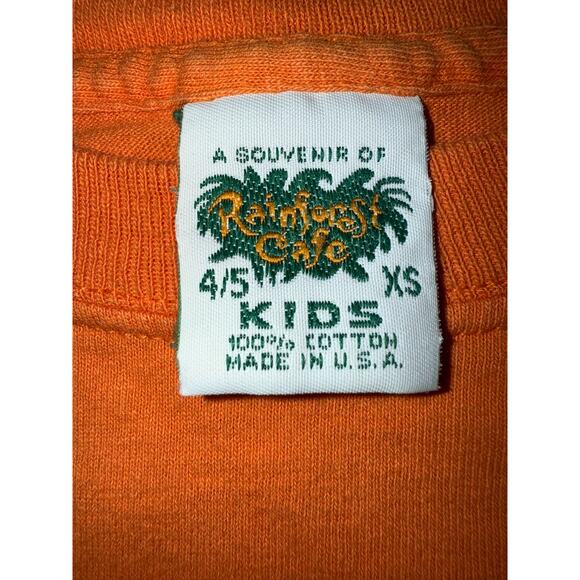 A SOUVENIR OF
Rainforest
Cafe
4/5 XS
KIDS
100% COTTON
MADE IN U.S.A.